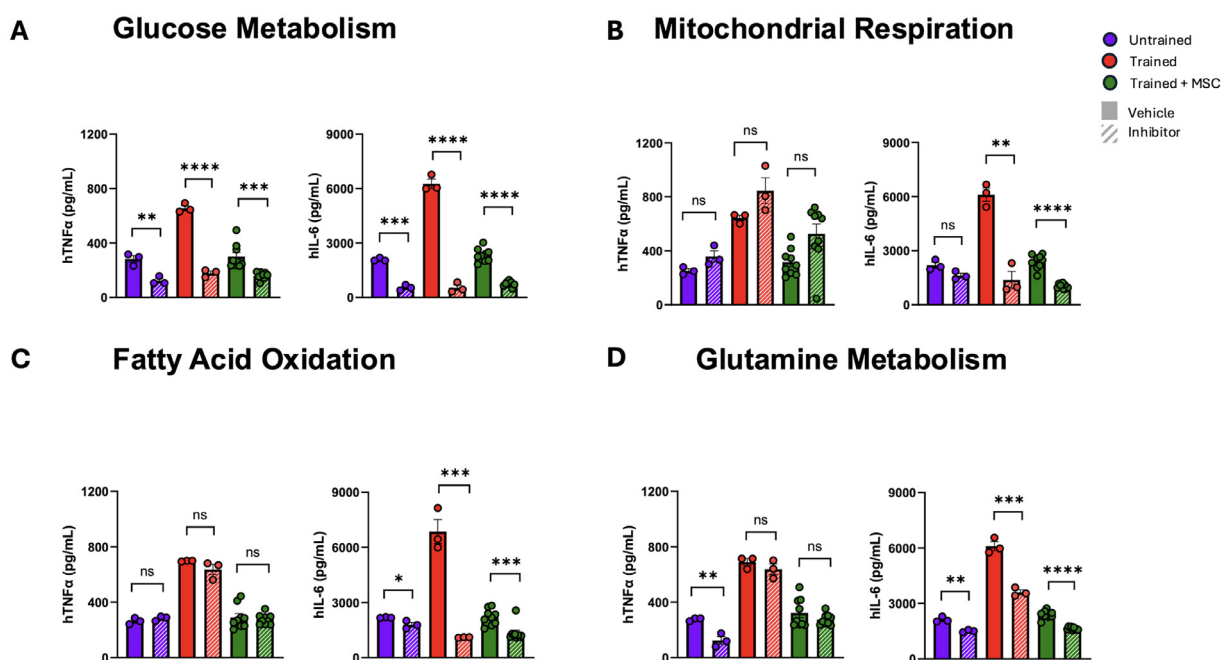 A
Glucose Metabolism
hTNFα (pg/mL)
1200
800
400
0
**
****
***
hIL-6 (pg/mL)
9000
6000
3000
0
***
****
****
B
Mitochondrial Respiration
hTNFα (pg/mL)
1200
800
400
0
ns
ns
ns
hIL-6 (pg/mL)
9000
6000
3000
0
ns
**
****
Untrained
Trained
Trained + MSC
Vehicle
Inhibitor
C
Fatty Acid Oxidation
hTNFα (pg/mL)
1200
800
400
0
ns
ns
ns
hIL-6 (pg/mL)
9000
6000
3000
0
*
***
***
D
Glutamine Metabolism
hTNFα (pg/mL)
1200
800
400
0
**
ns
ns
hIL-6 (pg/mL)
9000
6000
3000
0
**
***
****